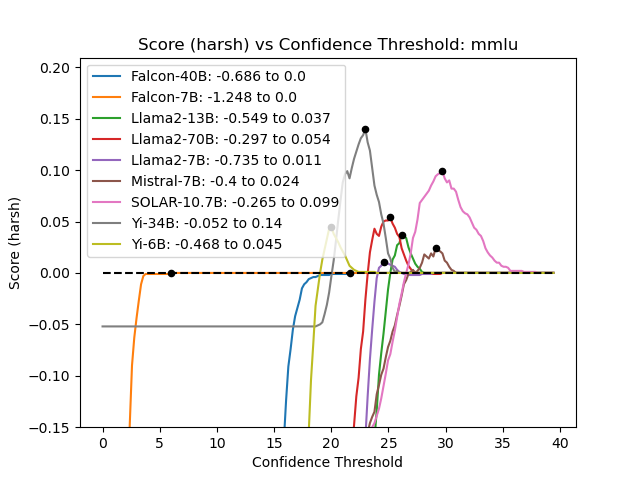 Score (harsh) vs Confidence Threshold: mmlu
Falcon-40B: -0.686 to 0.0
Falcon-7B: -1.248 to 0.0
Llama2-13B: -0.549 to 0.037
Llama2-70B: -0.297 to 0.054
Llama2-7B: -0.735 to 0.011
Mistral-7B: -0.4 to 0.024
SOLAR-10.7B: -0.265 to 0.099
Yi-34B: -0.052 to 0.14
Yi-6B: -0.468 to 0.045
Score (harsh)
0.20
0.15
0.10
0.05
0.00
−0.05
−0.10
−0.15
0 5 10 15 20 25 30 35 40
Confidence Threshold